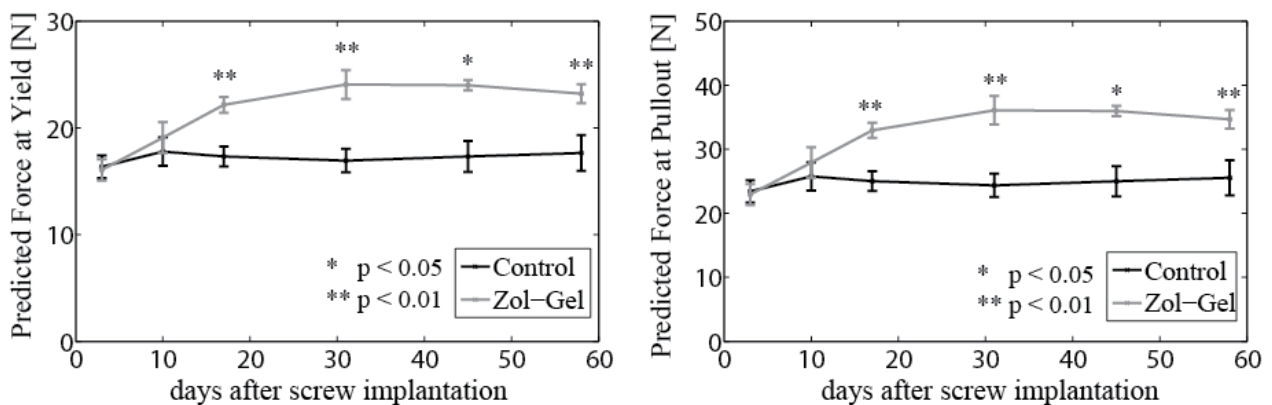 Predicted Force at Yield [N]
30
20
10
0
**
**
*
**
* p < 0.05
** p < 0.01
Control
Zol-Gel
0 10 20 30 40 50 60
days after screw implantation
Predicted Force at Pullout [N]
50
40
30
20
10
0
**
**
*
**
* p < 0.05
** p < 0.01
Control
Zol-Gel
0 10 20 30 40 50 60
days after screw implantation